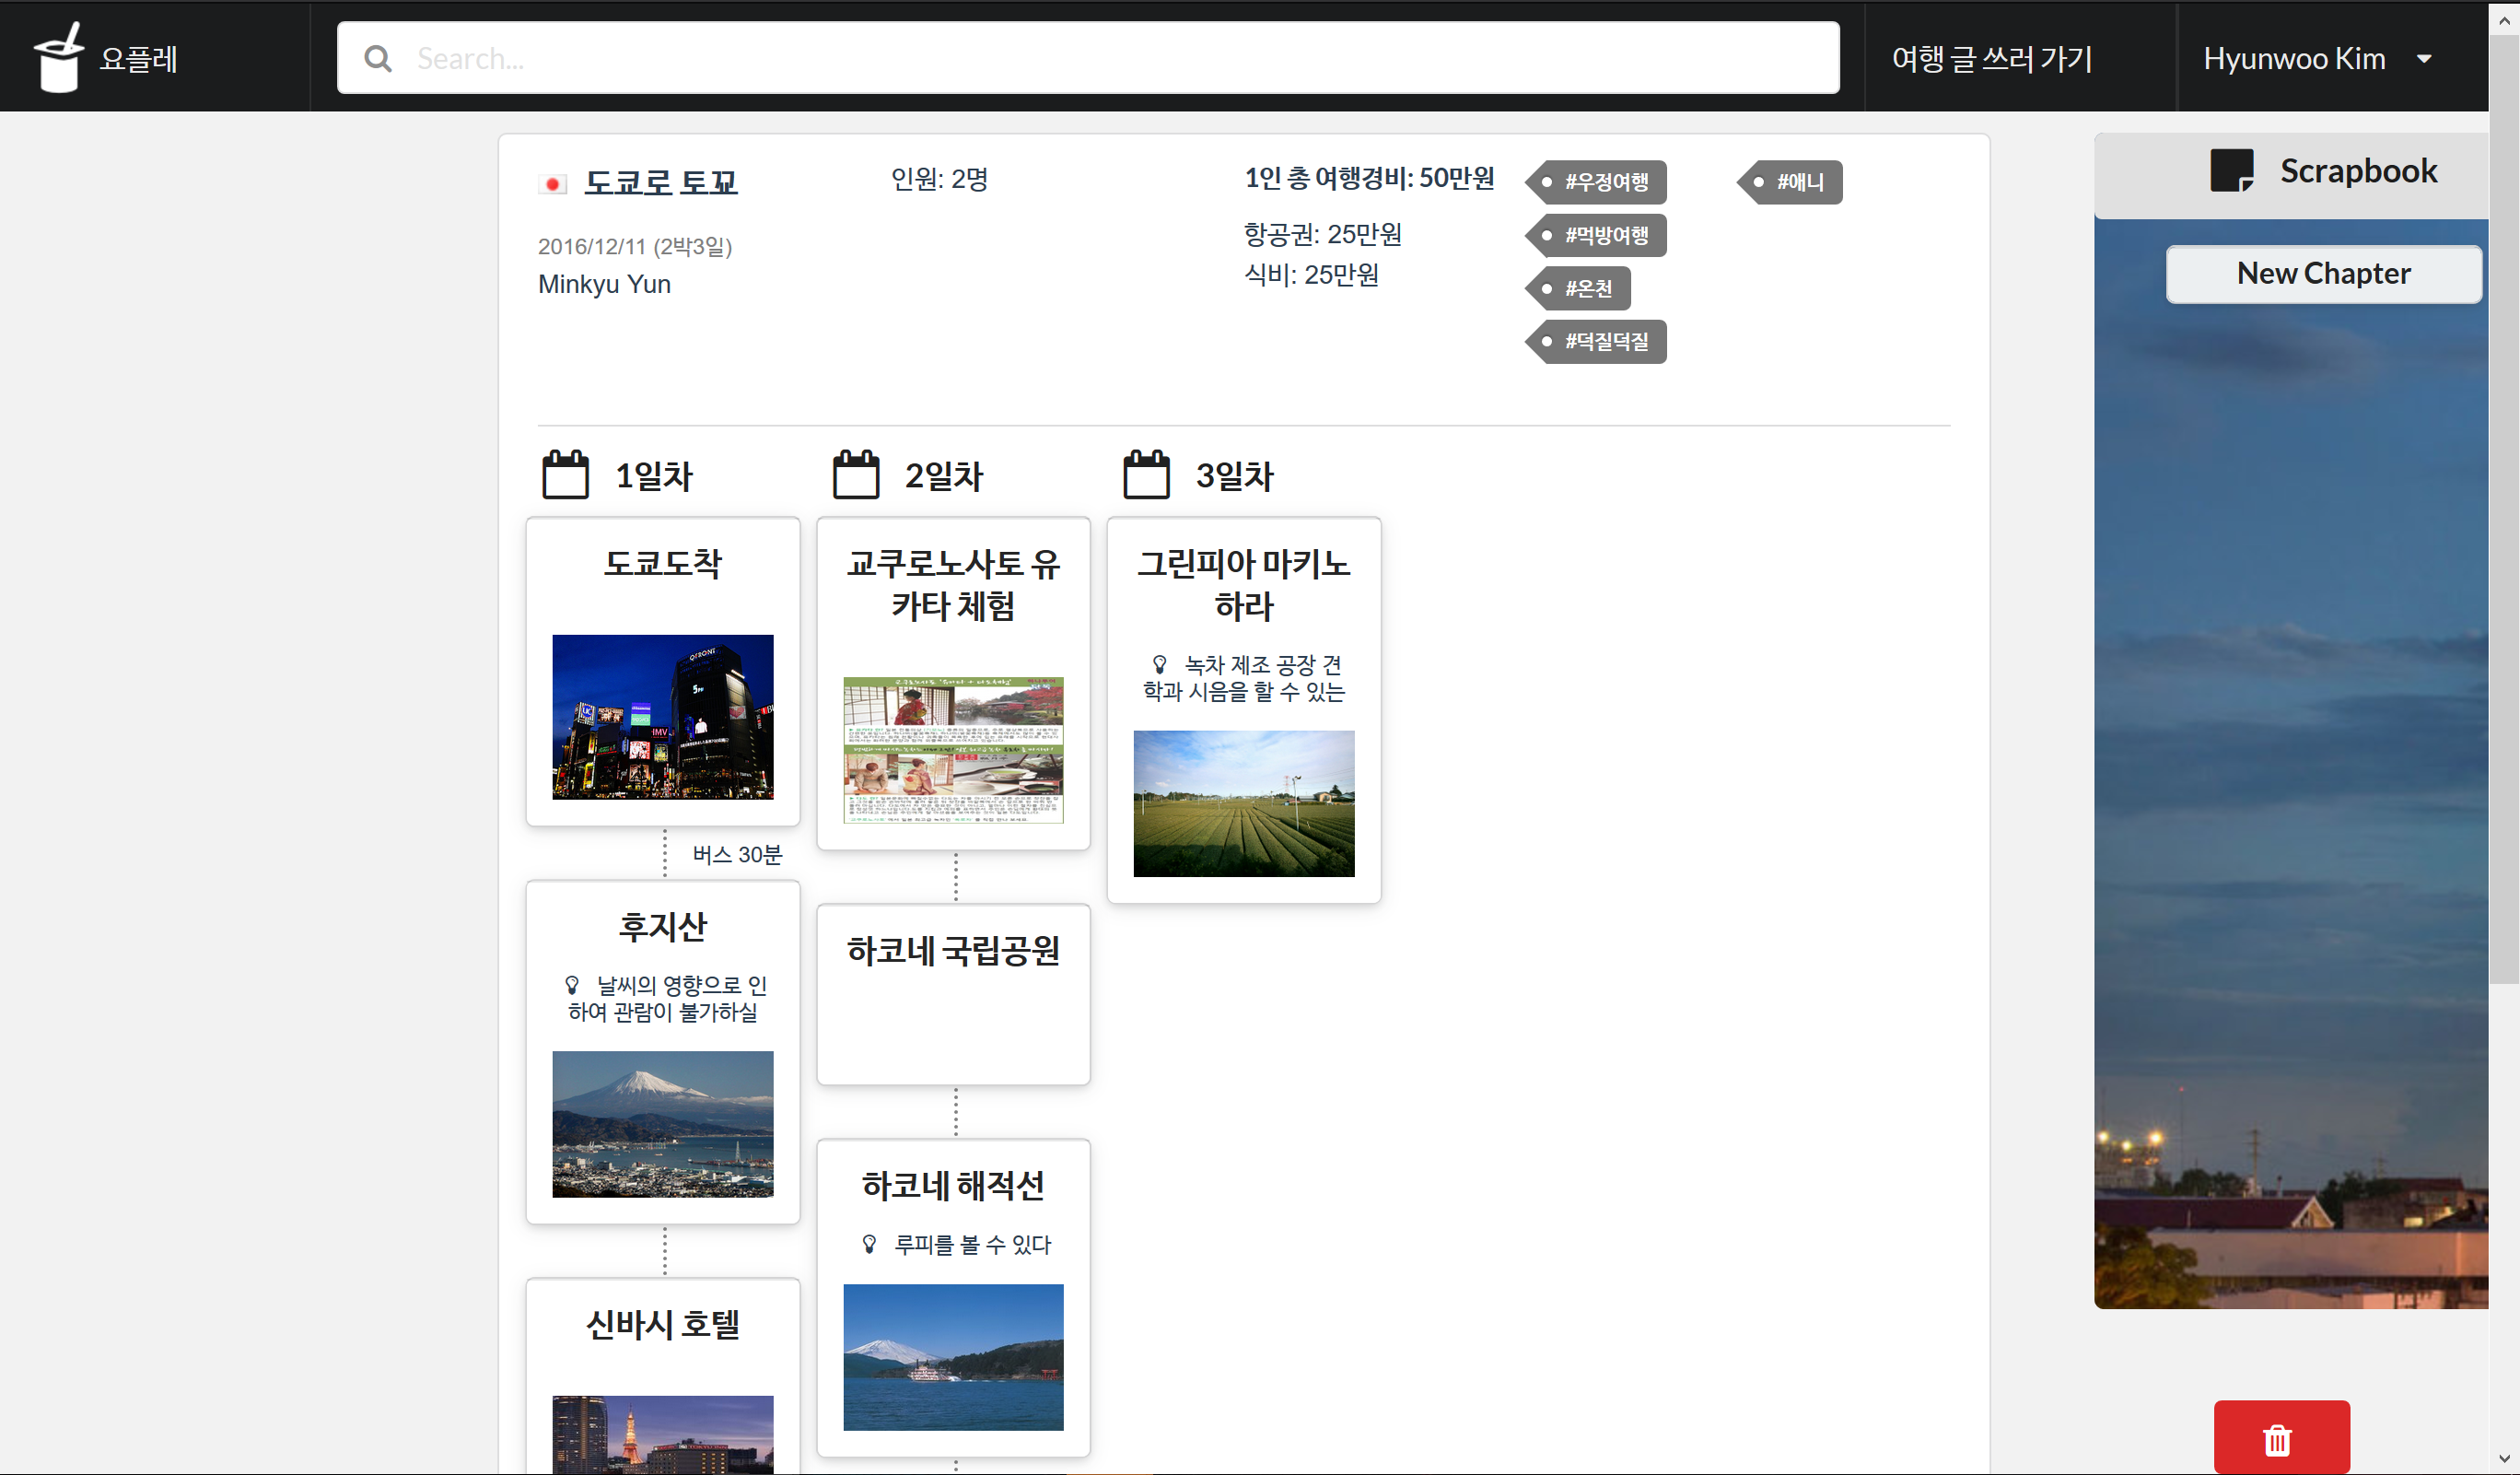 요플레
Search...
여행 글 쓰러 가기
Hyunwoo Kim
도쿄로 토꾜
인원: 2명
1인 총 여행경비: 50만원
#우정여행
#애니
#먹방여행
2016/12/11 (2박3일)
항공권: 25만원
Minkyu Yun
식비: 25만원
#온천
#덕질덕질
Scrapbook
New Chapter
1일차
2일차
3일차
도쿄도착
버스 30분
후지산
날씨의 영향으로 인
하여 관람이 불가하실
신바시 호텔
교쿠로노사토 유
카타 체험
하코네 국립공원
하코네 해적선
루피를 볼 수 있다
그린피아 마키노
하라
녹차 제조 공장 견
학과 시음을 할 수 있는